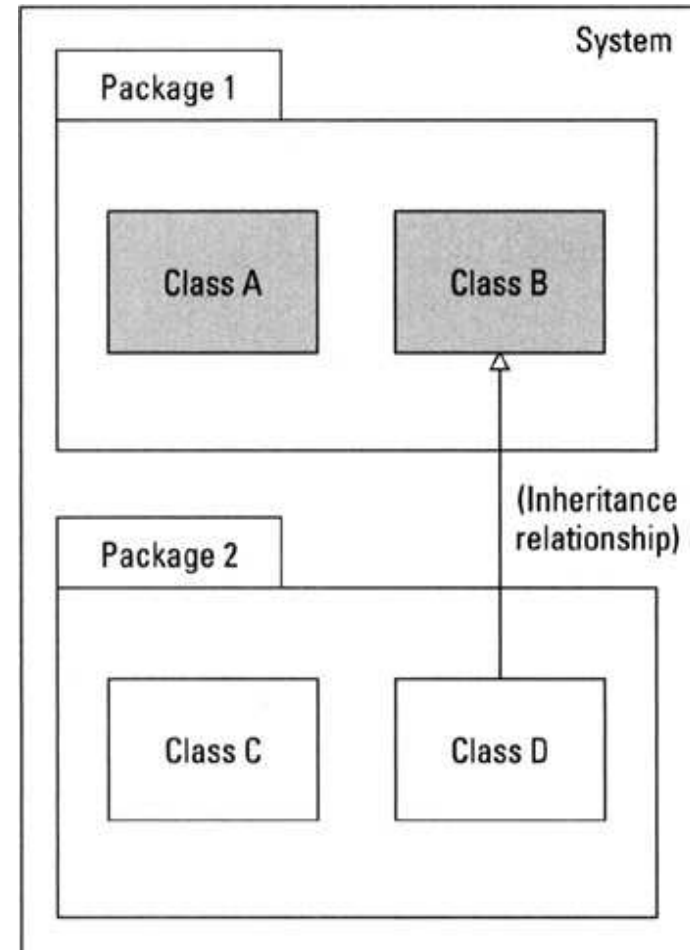 System
Package 1
Class A
Class B
(Inheritance
relationship)
Package 2
Class C
Class D